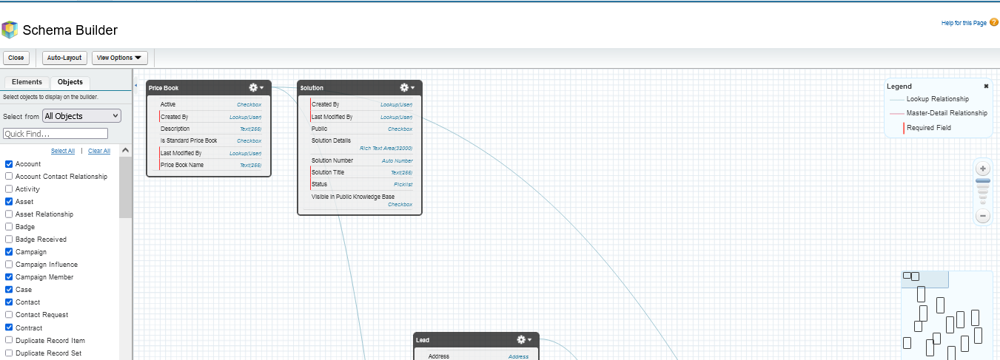 Schema Builder
Help for this Page
Close
Auto-Layout
View Options
Elements
Objects
Select objects to display on the builder.
Select from All Objects
Quick Find...
Select All | Clear All
Account
Account Contact Relationship
Activity
Asset
Asset Relationship
Badge
Badge Received
Campaign
Campaign Influence
Campaign Member
Case
Contact
Contact Request
Contract
Duplicate Record Item
Duplicate Record Set
Price Book
Active Checkbox
Created By Lookup(User)
Description Text(255)
Is Standard Price Book Checkbox
Last Modified By Lookup(User)
Price Book Name Text(255)
Solution
Created By Lookup(User)
Last Modified By Lookup(User)
Public Checkbox
Solution Details
Rich Text Area(32000)
Solution Number Auto Number
Solution Title Text(255)
Status Picklist
Visible in Public Knowledge Base
Checkbox
Lead
Address Address
Legend
Lookup Relationship
Master-Detail Relationship
Required Field